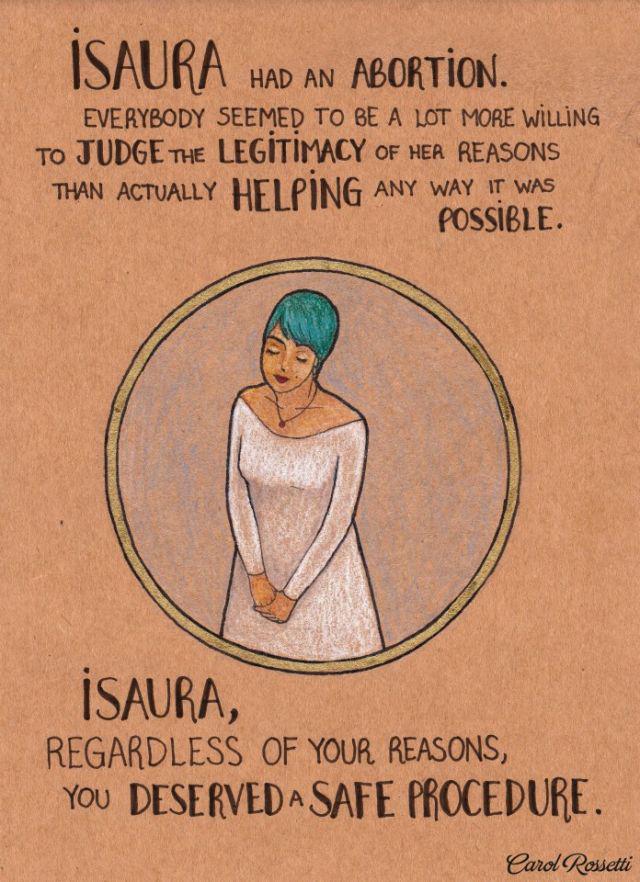 iSAURA HAD AN ABORTiON.
EVERYBODY SEEMED TO BE A LOT MORE WiLLiNG
TO JUDGE THE LEGiTiMACY OF HER REASONS
THAN ACTUALLY HELPiNG ANY WAY IT WAS
POSSiBLE.
iSAURA,
REGARDLESS OF YOUR REASONS,
YOU DESERVED A SAFE PROCEDURE.
Carol Rossetti